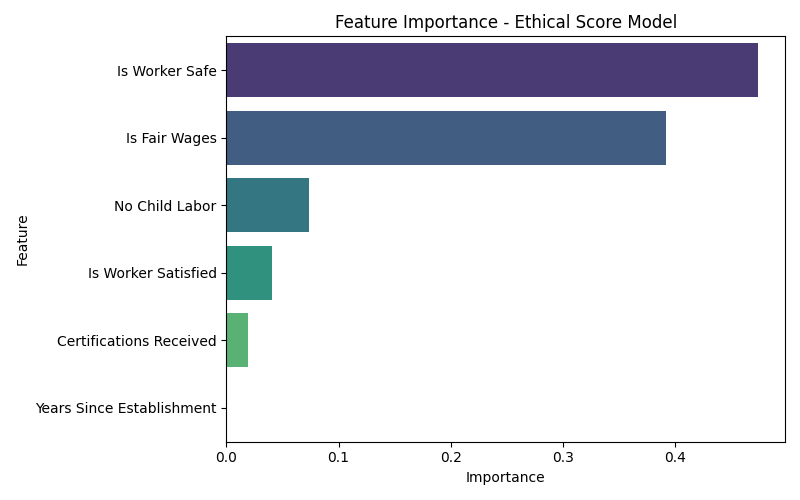 Feature Importance - Ethical Score Model
Is Worker Safe
Is Fair Wages
No Child Labor
Is Worker Satisfied
Certifications Received
Years Since Establishment
Feature
0.0 0.1 0.2 0.3 0.4
Importance